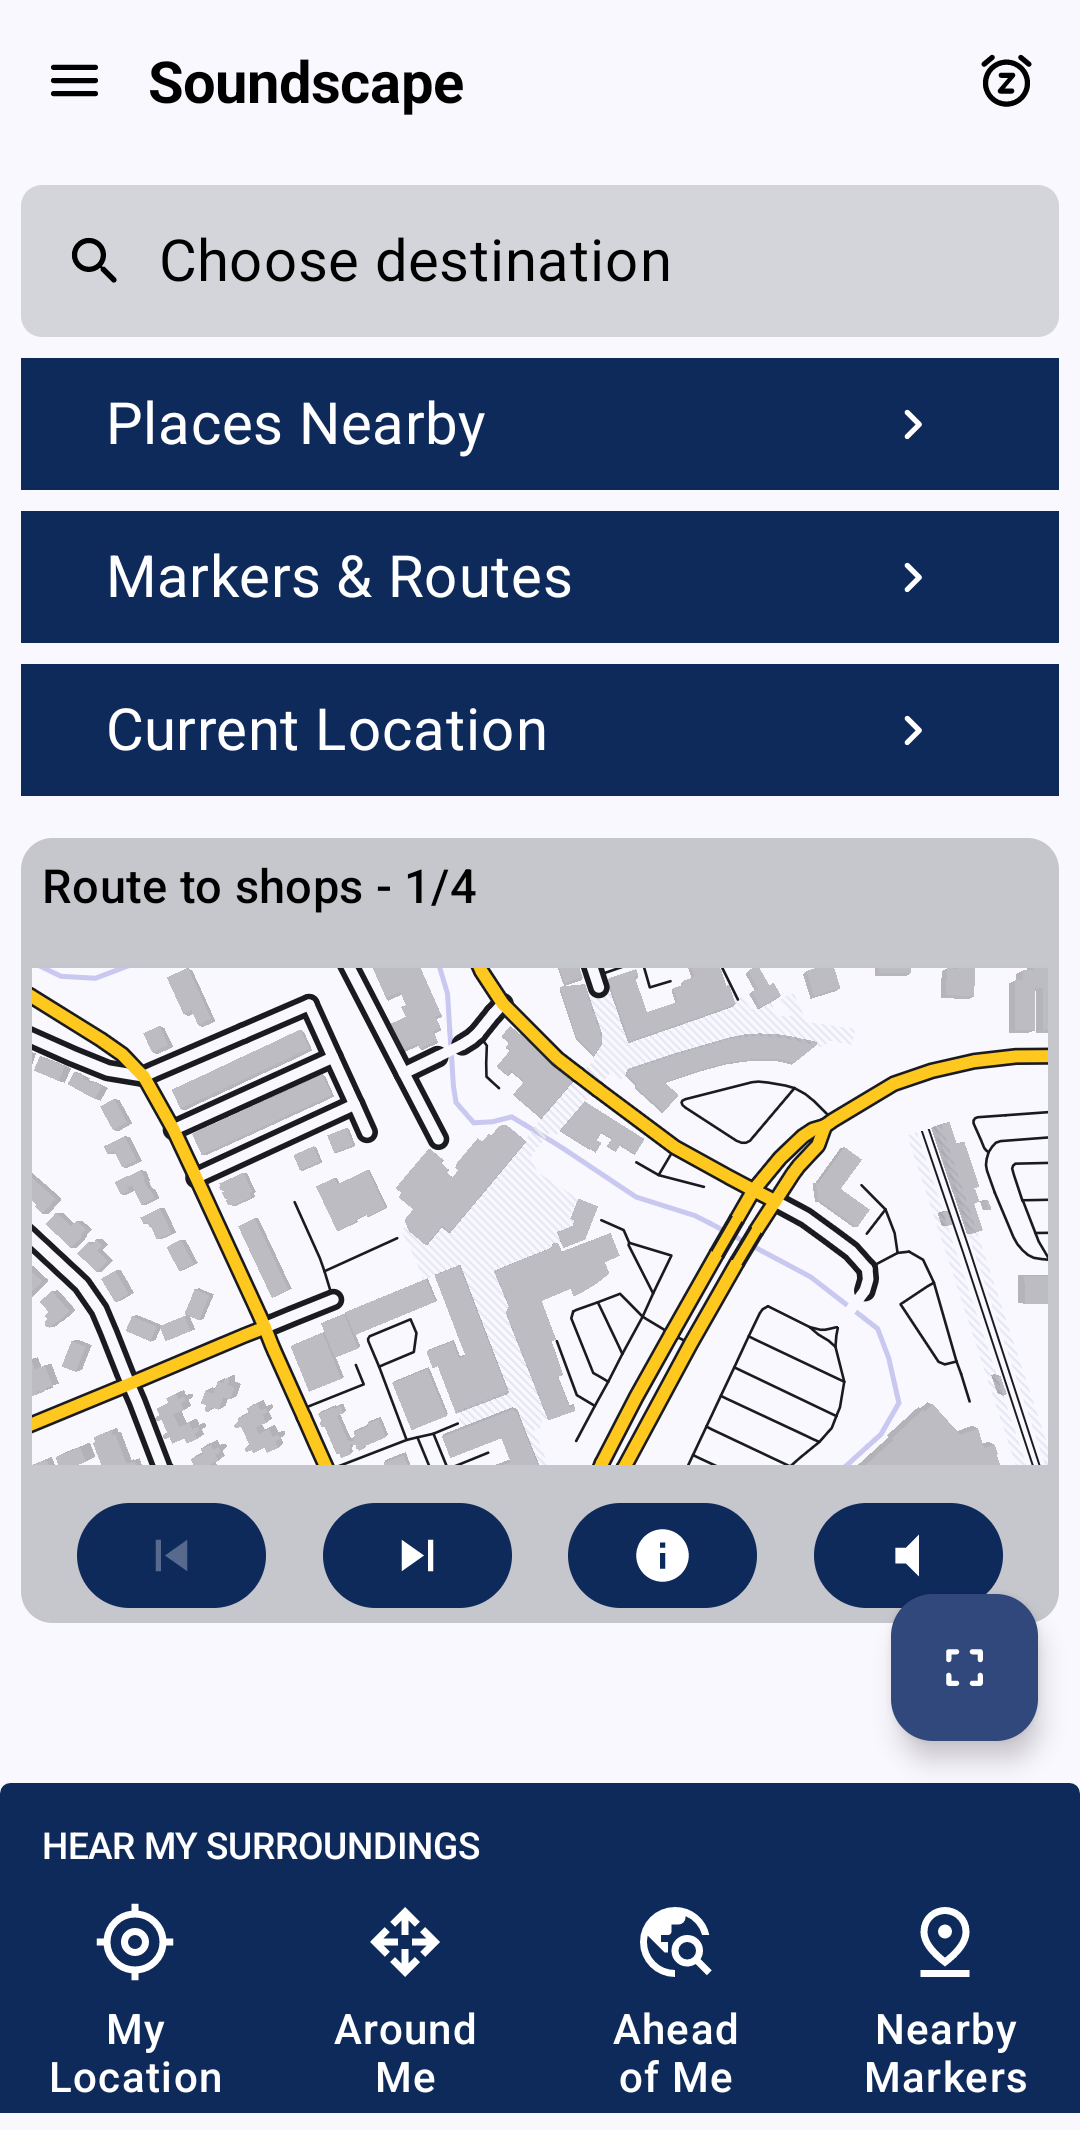 Soundscape
Choose destination
Places Nearby
Markers & Routes
Current Location
Route to shops - 1/4
HEAR MY SURROUNDINGS
My
Location
Around
Me
Ahead
of Me
Nearby
Markers